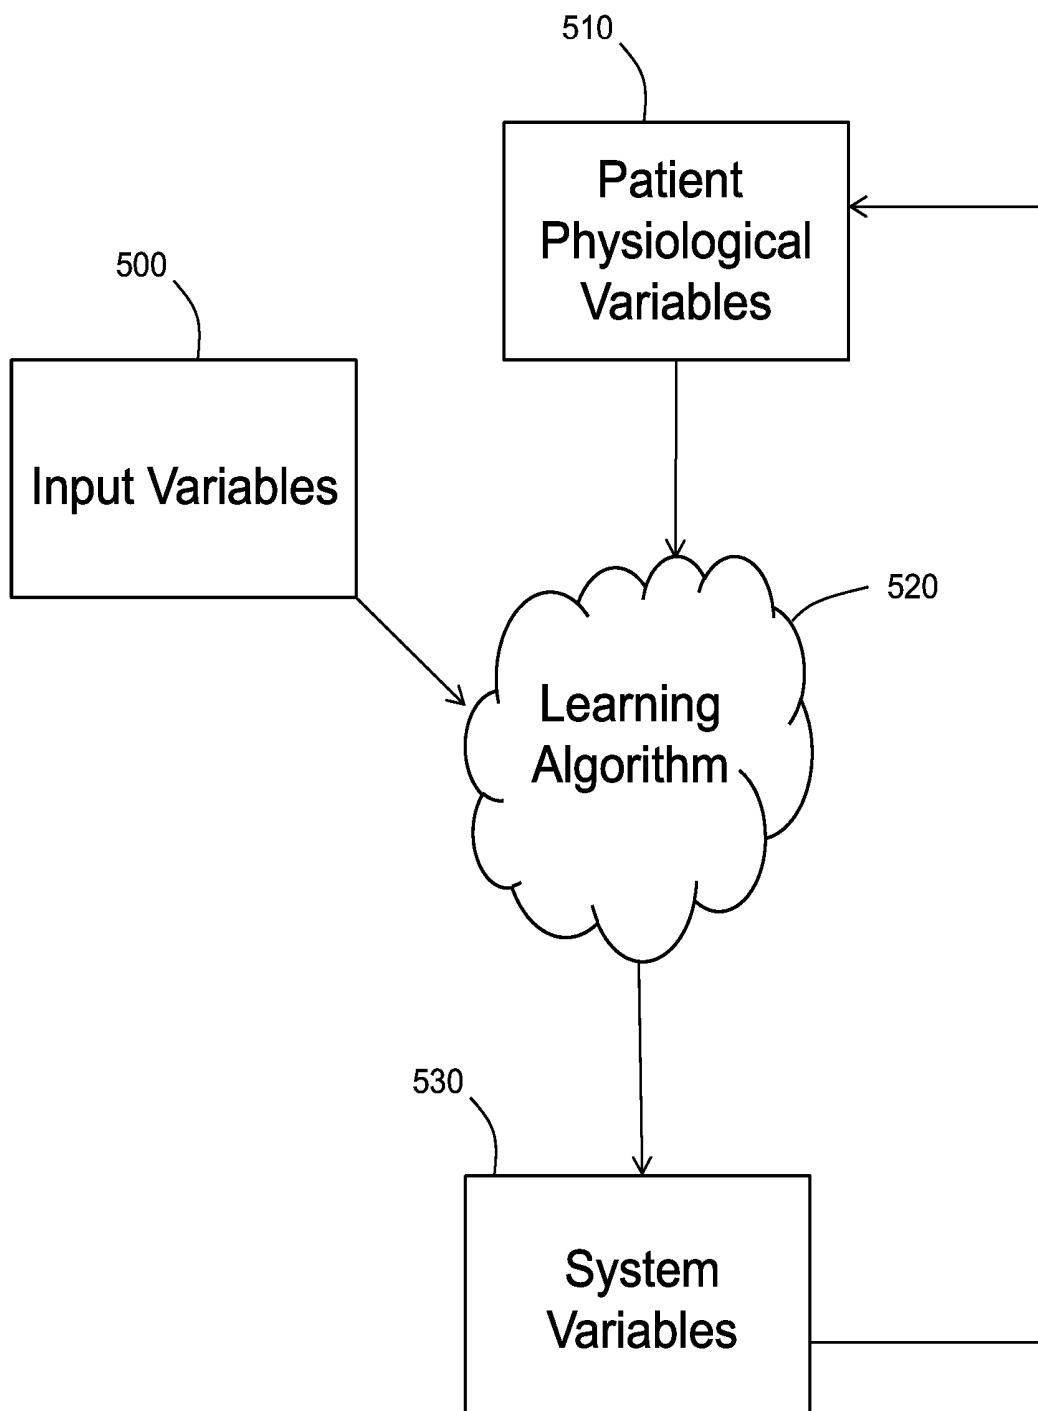 510
Patient
Physiological
Variables
500
Input Variables
520
Learning
Algorithm
530
System
Variables